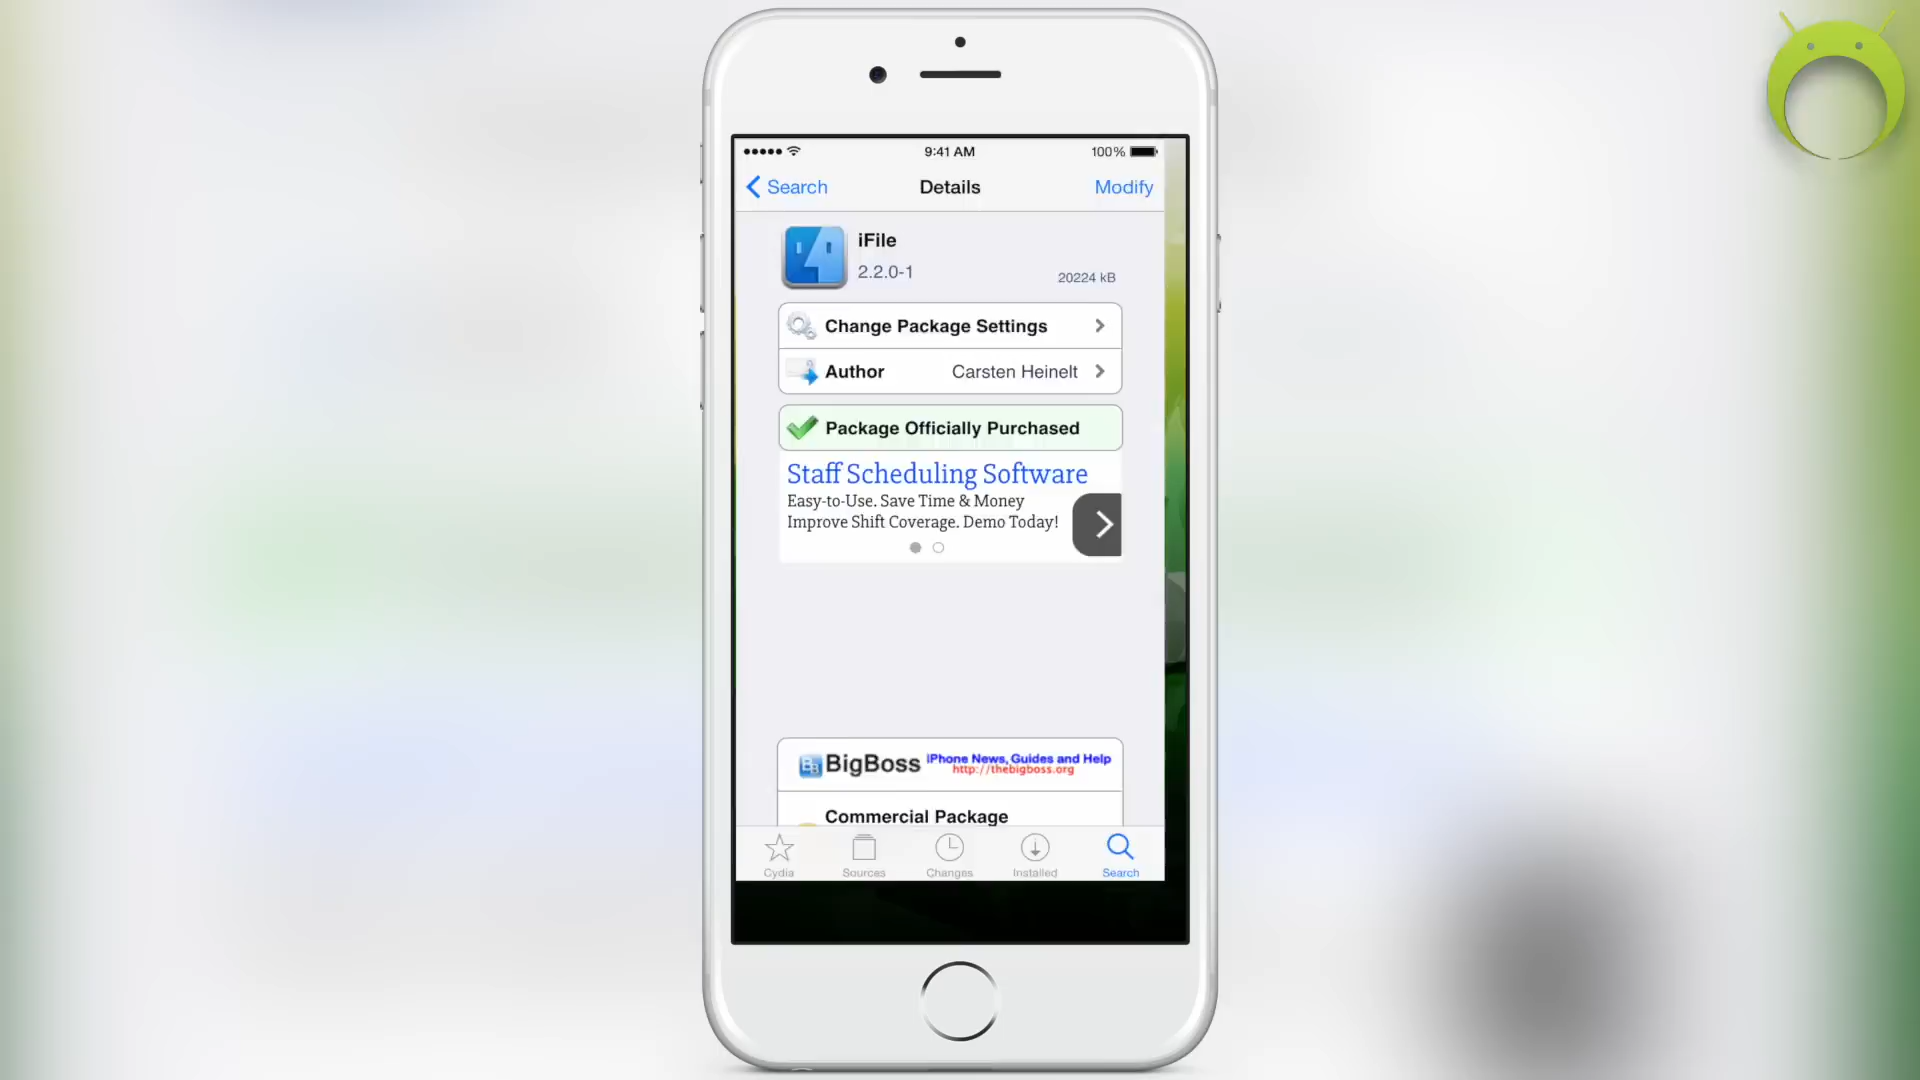 9:41 AM
100%
Search
Details
Modify
iFile
2.2.0-1
20224 kB
Change Package Settings
Author
Carsten Heinelt
Package Officially Purchased
Staff Scheduling Software
Easy-to-Use. Save Time & Money
Improve Shift Coverage. Demo Today!
BigBoss
iPhone News, Guides and Help
http://thebigboss.org
Commercial Package
Cydia
Sources
Changes
Installed
Search